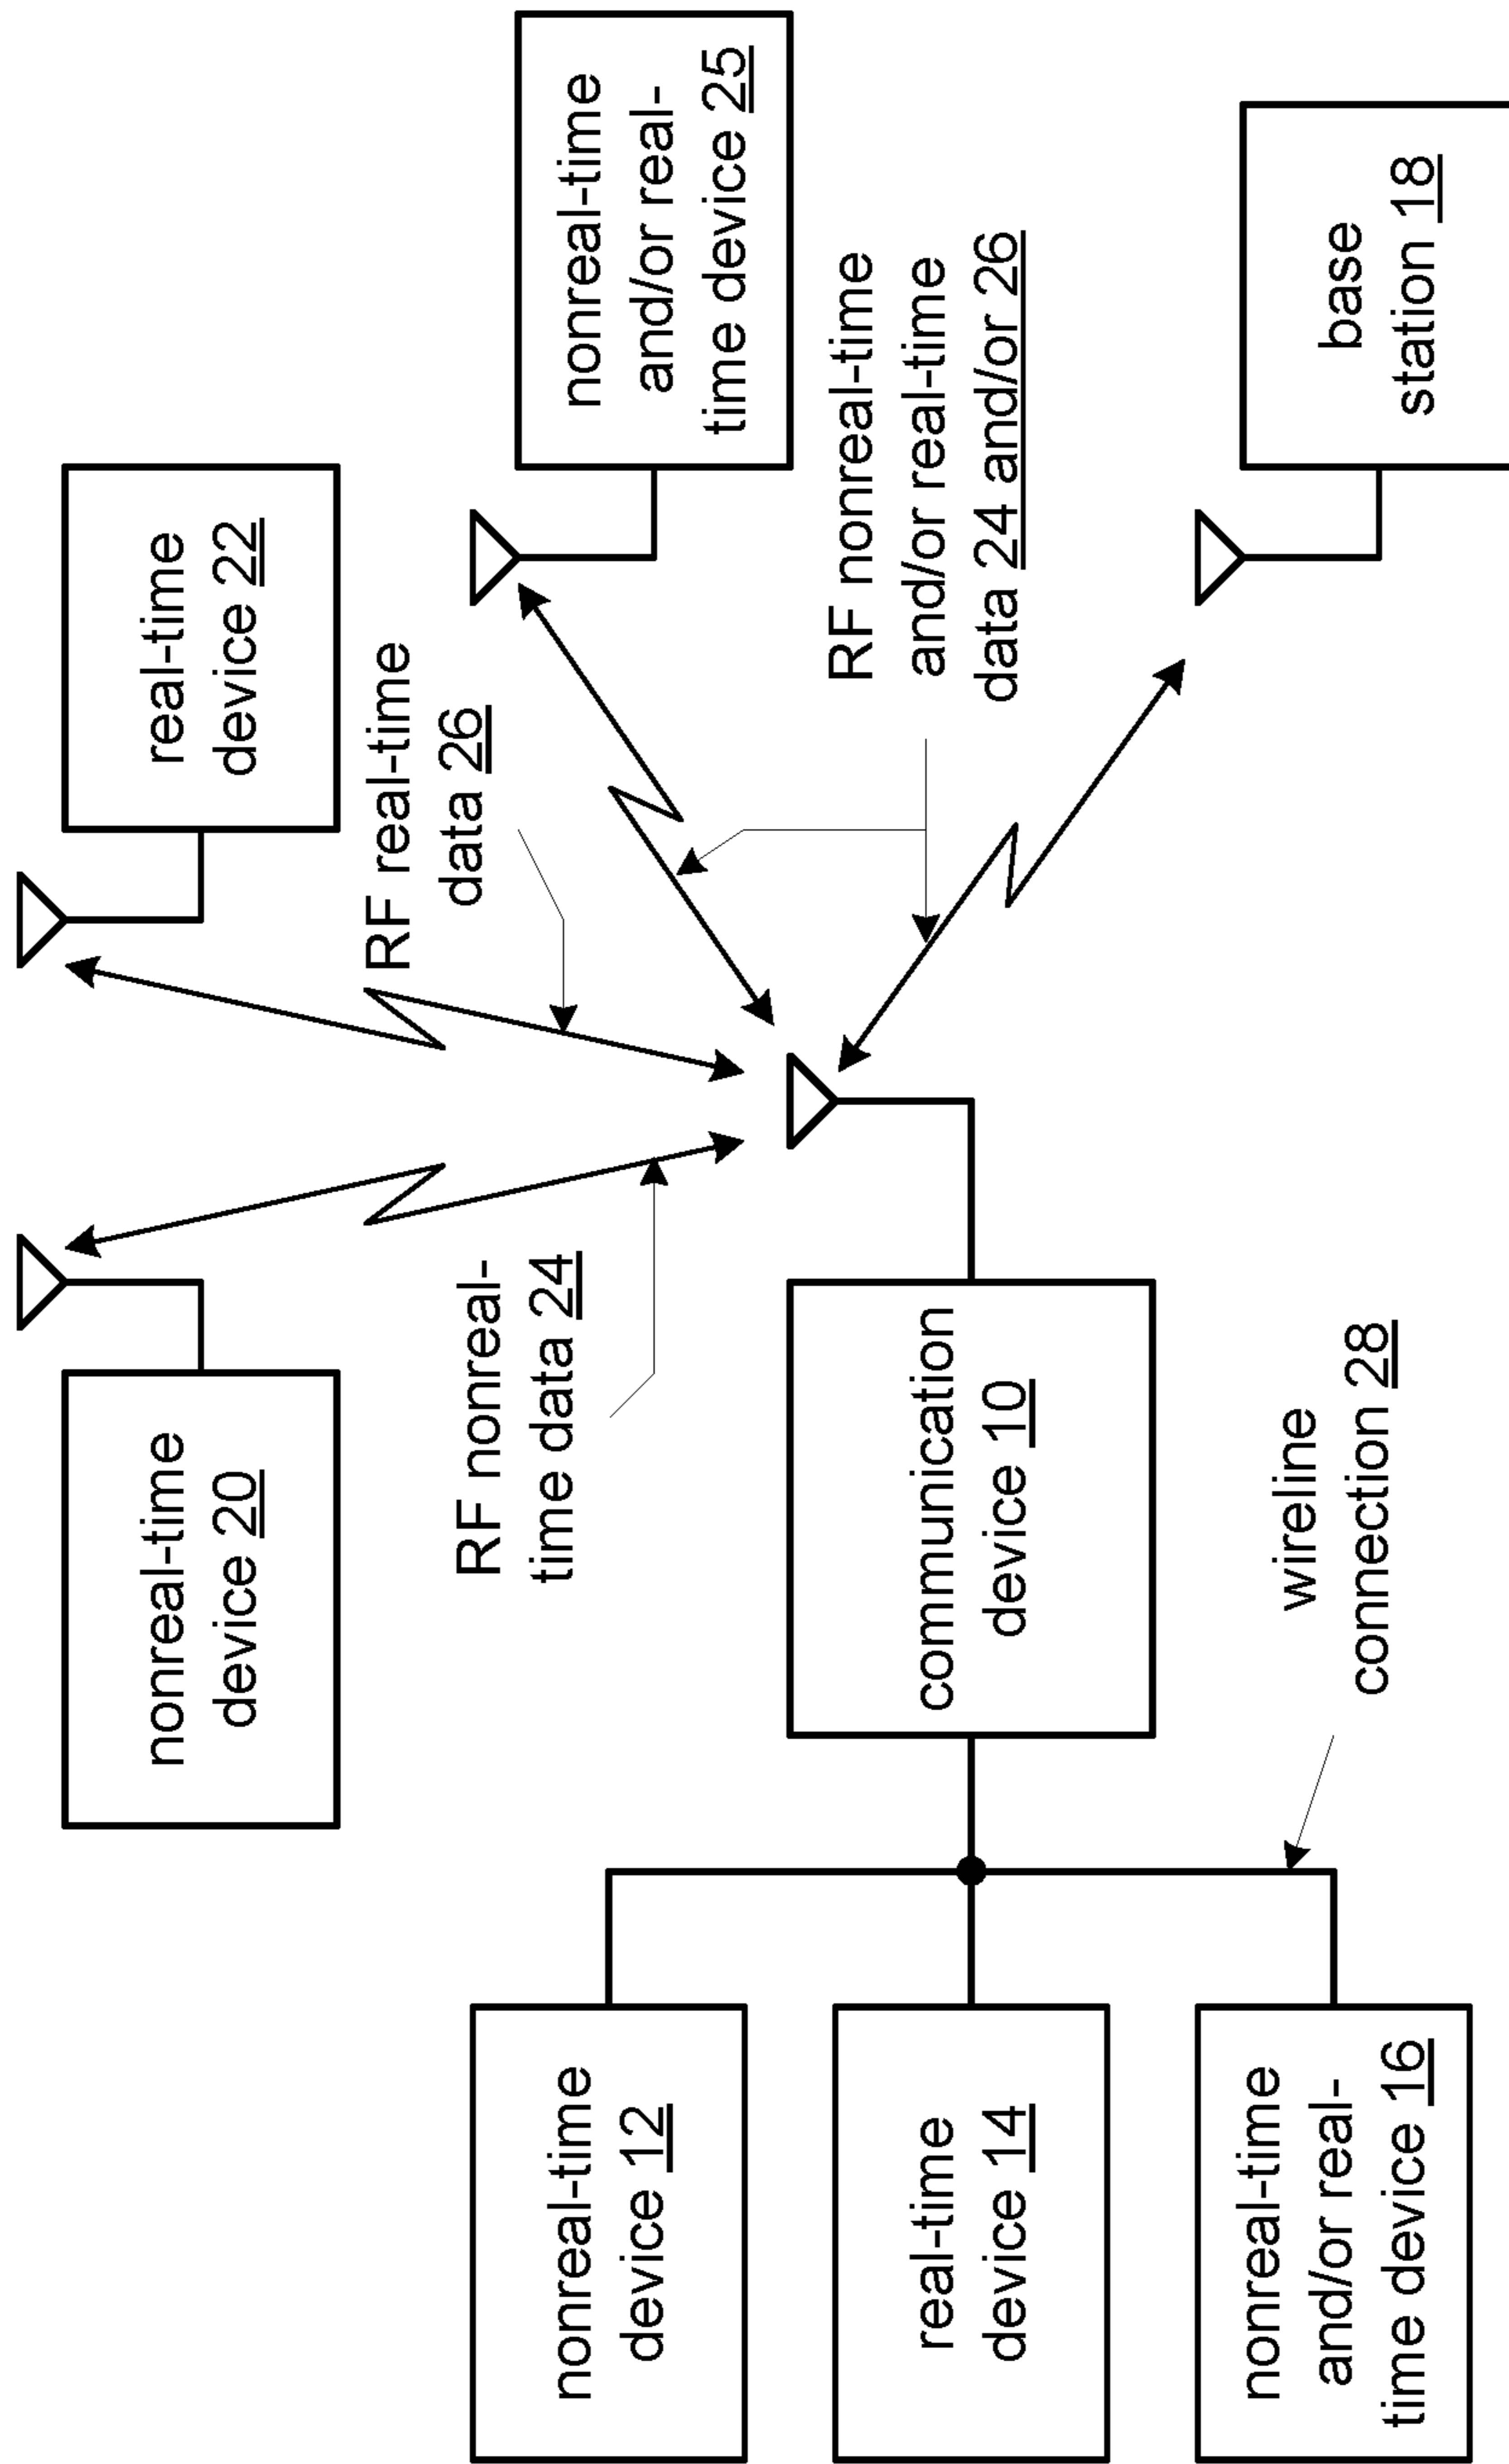 nonreal-time
device 20
real-time
device 22
RF real-time
data 26
RF nonreal-
time data 24
nonreal-time
and/or real-
time device 25
nonreal-time
device 12
RF nonreal-time
and/or real-time
data 24 and/or 26
communication
device 10
real-time
device 14
wireline
connection 28
nonreal-time
and/or real-
time device 16
base
station 18